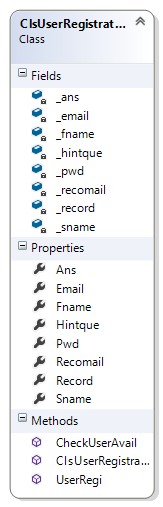 ClsUserRegistrat...
Class
Fields
_ans
_email
_fname
_hintque
_pwd
_recomail
_record
_sname
Properties
Ans
Email
Fname
Hintque
Pwd
Recomail
Record
Sname
Methods
CheckUserAvail
ClsUserRegistra...
UserRegi